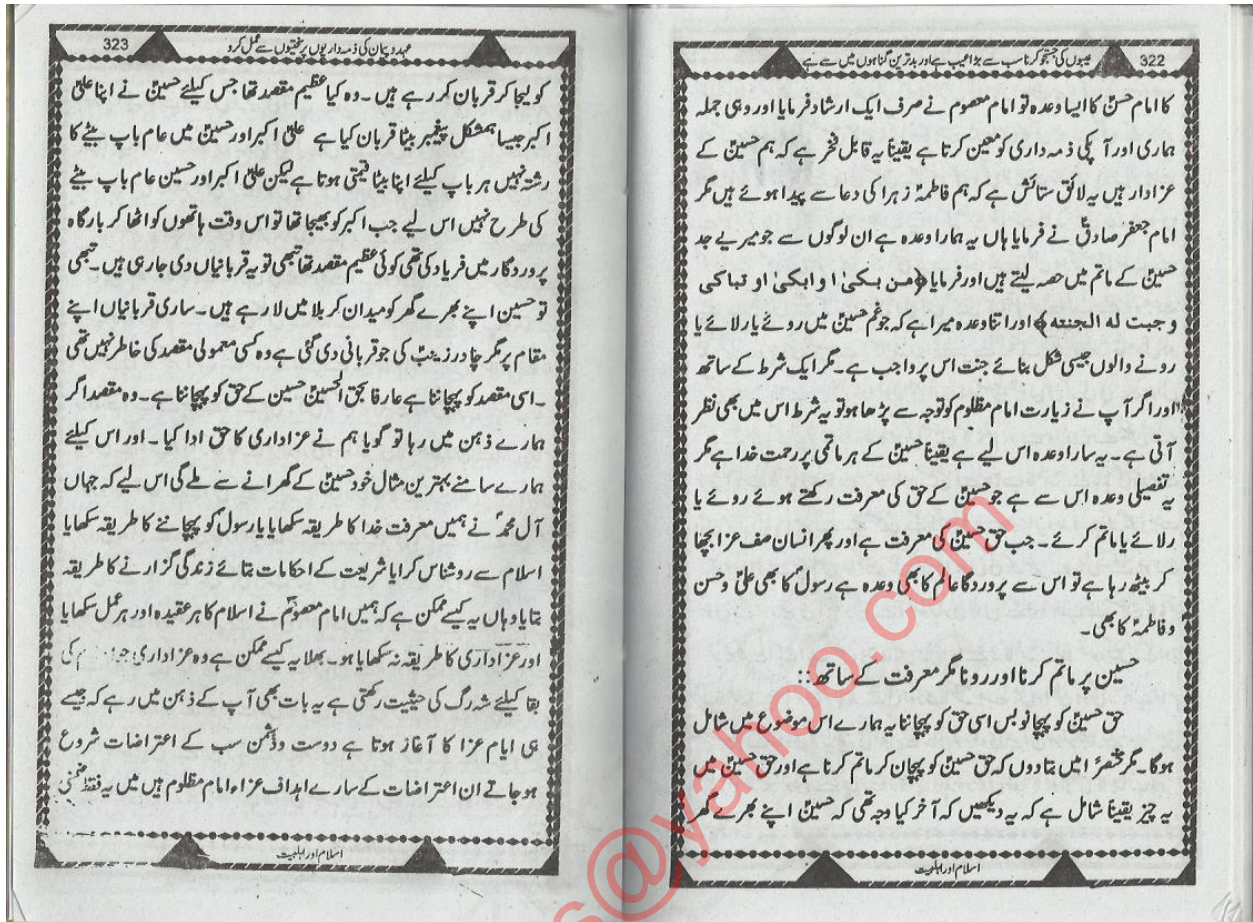 322
عیبوں کی جستجو کرنا سب سے بڑا عیب ہے اور بدترین گناہوں میں سے ہے
کا امام حسنؑ کا ایسا وعدہ تو امام معصوم نے صرف ایک ارشاد فرمایا اور وہی جملہ
ہماری اور آپکی ذمہ داری کو معین کرتا ہے یقیناً یہ قابل فخر ہے کہ ہم حسینؑ کے
عزادار ہیں یہ لائق ستائش ہے کہ ہم فاطمہؑ زہرا کی دعا سے پیدا ہوئے ہیں مگر
امام جعفر صادقؑ نے فرمایا ہاں یہ ہمارا وعدہ ہے ان لوگوں سے جو میرے جد
حسینؑ کے ماتم میں حصہ لیتے ہیں اور فرمایا ﴿من بکیٰ او ابکیٰ او تباکی
وجبت له الجنته﴾ اور اتنا وعدہ میرا ہے کہ جو غم حسینؑ میں روئے یا رلائے یا
رونے والوں جیسی شکل بنائے جنت اس پر واجب ہے۔ مگر ایک شرط کے ساتھ
اور اگر آپ نے زیارت امام مظلوم کو توجہ سے پڑھا ہو تو یہ شرط اس میں بھی نظر
آتی ہے۔ یہ سارا وعدہ اس لیے ہے یقیناً حسینؑ کے ہر ماتمی پر رحمت خدا ہے مگر
یہ تفصیلی وعدہ اس سے ہے جو حسینؑ کے حق کی معرفت رکھتے ہوئے روئے یا
رلائے یا ماتم کرئے۔ جب حق حسینؑ کی معرفت ہے اور پھر انسان صف عزا بچھا
کر بیٹھ رہا ہے تو اس سے پروردگا عالم کا بھی وعدہ ہے رسولؐ کا بھی علیؑ و حسن
و فاطمہؑ کا بھی۔
حسین پر ماتم کرنا اور رونا مگر معرفت کے ساتھ::
حق حسینؑ کو پہچانو بس اسی حق کو پہچاننا یہ ہمارے اس موضوع میں شامل
ہوگا۔ مگر مختصراً میں بتا دوں کہ حق حسینؑ کو پہچان کر ماتم کرنا ہے اور حق حسینؑ میں
یہ چیز یقیناً شامل ہے کہ یہ دیکھیں کہ آخر کیا وجہ تھی کہ حسینؑ اپنے بھرے گھر
اسلام اور اہلبیت
323
عہد و پیمان کی ذمہ داریوں پر سختیوں سے عمل کرو
کو لیجا کر قربان کر رہے ہیں۔ وہ کیا عظیم مقصد تھا جس کیلئے حسینؑ نے اپنا علیؑ
اکبر جیسا ہمشکل پیغمبر بیٹا قربان کیا ہے علیؑ اکبر اور حسینؑ میں عام باپ بیٹے کا
رشتہ نہیں ہر باپ کیلئے اپنا بیٹا قیمتی ہوتا ہے لیکن علیؑ اکبر اور حسین عام باپ بیٹے
کی طرح نہیں اس لیے جب اکبر کو بھیجا تھا تو اس وقت ہاتھوں کو اٹھا کر بارگاہ
پروردگار میں فریاد کی تھی کوئی عظیم مقصد تھا تبھی تو یہ قربانیاں دی جا رہی ہیں۔ تبھی
تو حسین اپنے بھرے گھر کو میدان کربلا میں لا رہے ہیں۔ ساری قربانیاں اپنے
مقام پر مگر چادر زینبؑ کی جو قربانی دی گئی ہے وہ کسی معمولی مقصد کی خاطر نہیں تھی
۔ اسی مقصد کو پہچاننا ہے عارفا بحق الحسینؑ حسین کے حق کو پہچاننا ہے۔ وہ مقصد اگر
ہمارے ذہن میں رہا تو گویا ہم نے عزاداری کا حق ادا کیا۔ اور اس کیلئے
ہمارے سامنے بہترین مثال خود حسینؑ کے گھرانے سے ملے گی اس لیے کہ جہاں
آل محمدؐ نے ہمیں معرفت خدا کا طریقہ سکھایا یا رسولؐ کو پہچاننے کا طریقہ سکھایا
اسلام سے روشناس کرایا شریعت کے احکامات بتائے زندگی گزارنے کا طریقہ
بتایا وہاں یہ کیسے ممکن ہے کہ ہمیں امام معصومؑ نے اسلام کا ہر عقیدہ اور ہر عمل سکھایا
اور عزاداری کا طریقہ نہ سکھایا ہو۔ بھلا یہ کیسے ممکن ہے وہ عزاداری جو کی
بقا کیلئے شہ رگ کی حیثیت رکھتی ہے یہ بات بھی آپ کے ذہن میں رہے کہ جیسے
ہی ایام عزا کا آغاز ہوتا ہے دوست و دشمن سب کے اعتراضات شروع
ہو جاتے ان اعتراضات کے سارے اہداف عزاء امام مظلوم ہیں میں یہ فقط ضمنی
اسلام اور اہلبیت
s@yahoo.com